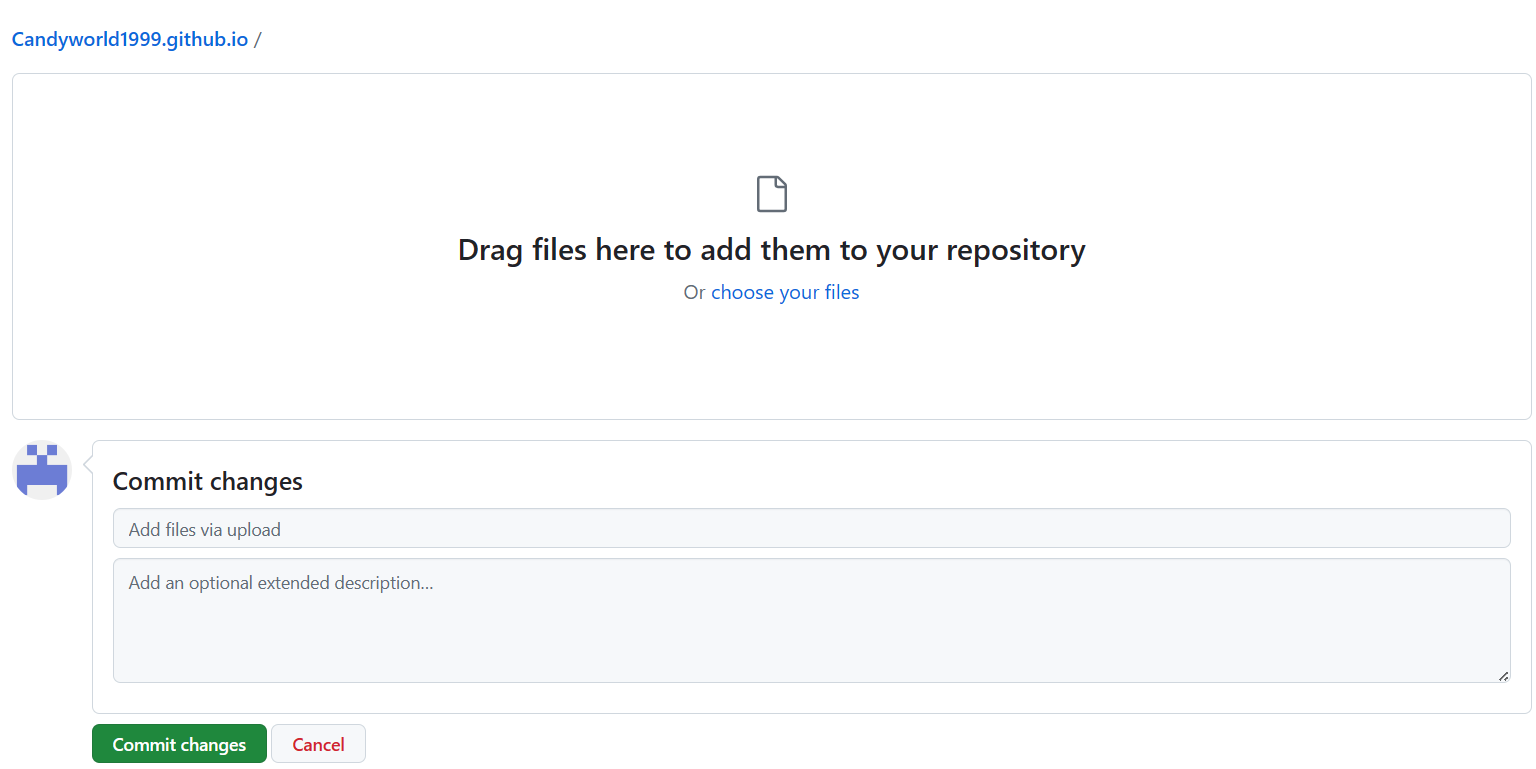 Candyworld1999.github.io /
Drag files here to add them to your repository
Or choose your files
Commit changes
Add files via upload
Add an optional extended description...
Commit changes Cancel